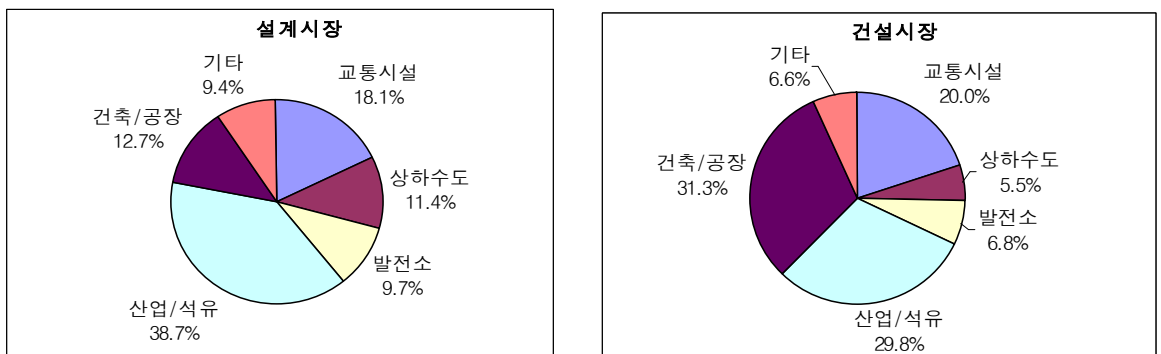 설계시장
기타
9.4%
교통시설
18.1%
건축/공장
12.7%
상하수도
11.4%
발전소
9.7%
산업/석유
38.7%
건설시장
기타
6.6%
교통시설
20.0%
건축/공장
31.3%
상하수도
5.5%
발전소
6.8%
산업/석유
29.8%